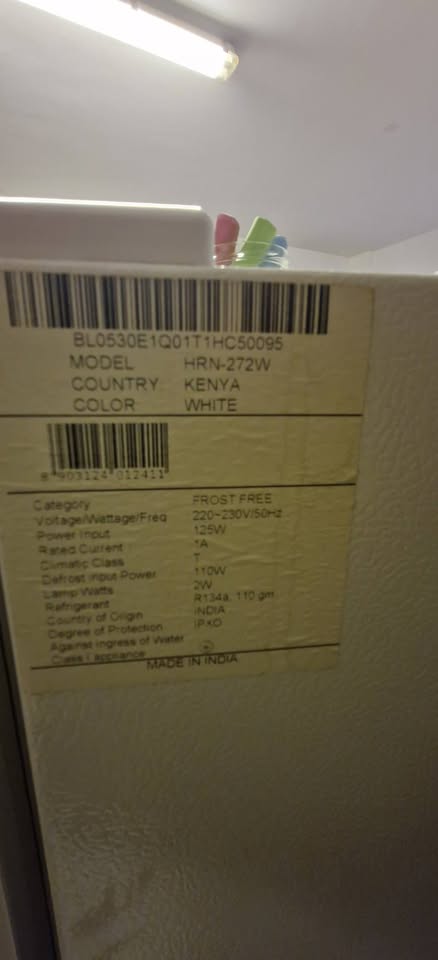 BL0530E1Q01T1HC50095
MODEL HRN-272W
COUNTRY KENYA
COLOR WHITE
8 903124 012411
Category FROST FREE
Voltage/Wattage/Freq 220~230V/50Hz
Power Input 125W
Rated Current 1A
Climatic Class T
Defrost Input Power 110W
Lamp Watts 2W
Refrigerant R134a, 110 gm
Country of Origin INDIA
Degree of Protection IPXO
Against Ingress of Water
Class I appliance
MADE IN INDIA